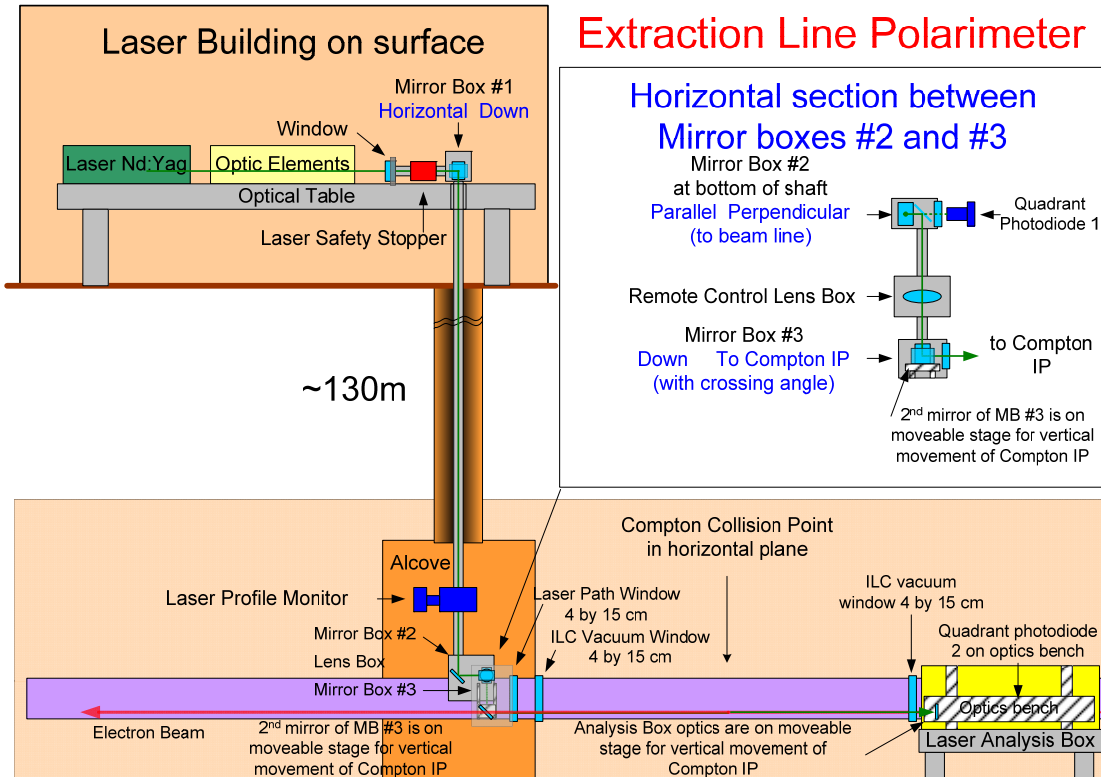 Laser Building on surface
Extraction Line Polarimeter
Mirror Box #1
Horizontal Down
Window
Laser Nd:Yag
Optic Elements
Optical Table
Laser Safety Stopper
Horizontal section between
Mirror boxes #2 and #3
Mirror Box #2
at bottom of shaft
Parallel Perpendicular
(to beam line)
Quadrant
Photodiode 1
Remote Control Lens Box
Mirror Box #3
Down To Compton IP
(with crossing angle)
to Compton
IP
2nd mirror of MB #3 is on
moveable stage for vertical
movement of Compton IP
~130m
Alcove
Laser Profile Monitor
Mirror Box #2
Lens Box
Mirror Box #3
Laser Path Window
4 by 15 cm
ILC Vacuum Window
4 by 15 cm
Compton Collision Point
in horizontal plane
ILC vacuum
window 4 by 15 cm
Quadrant photodiode
2 on optics bench
Optics bench
Laser Analysis Box
Electron Beam
2nd mirror of MB #3 is on
moveable stage for vertical
movement of Compton IP
Analysis Box optics are on moveable
stage for vertical movement of
Compton IP